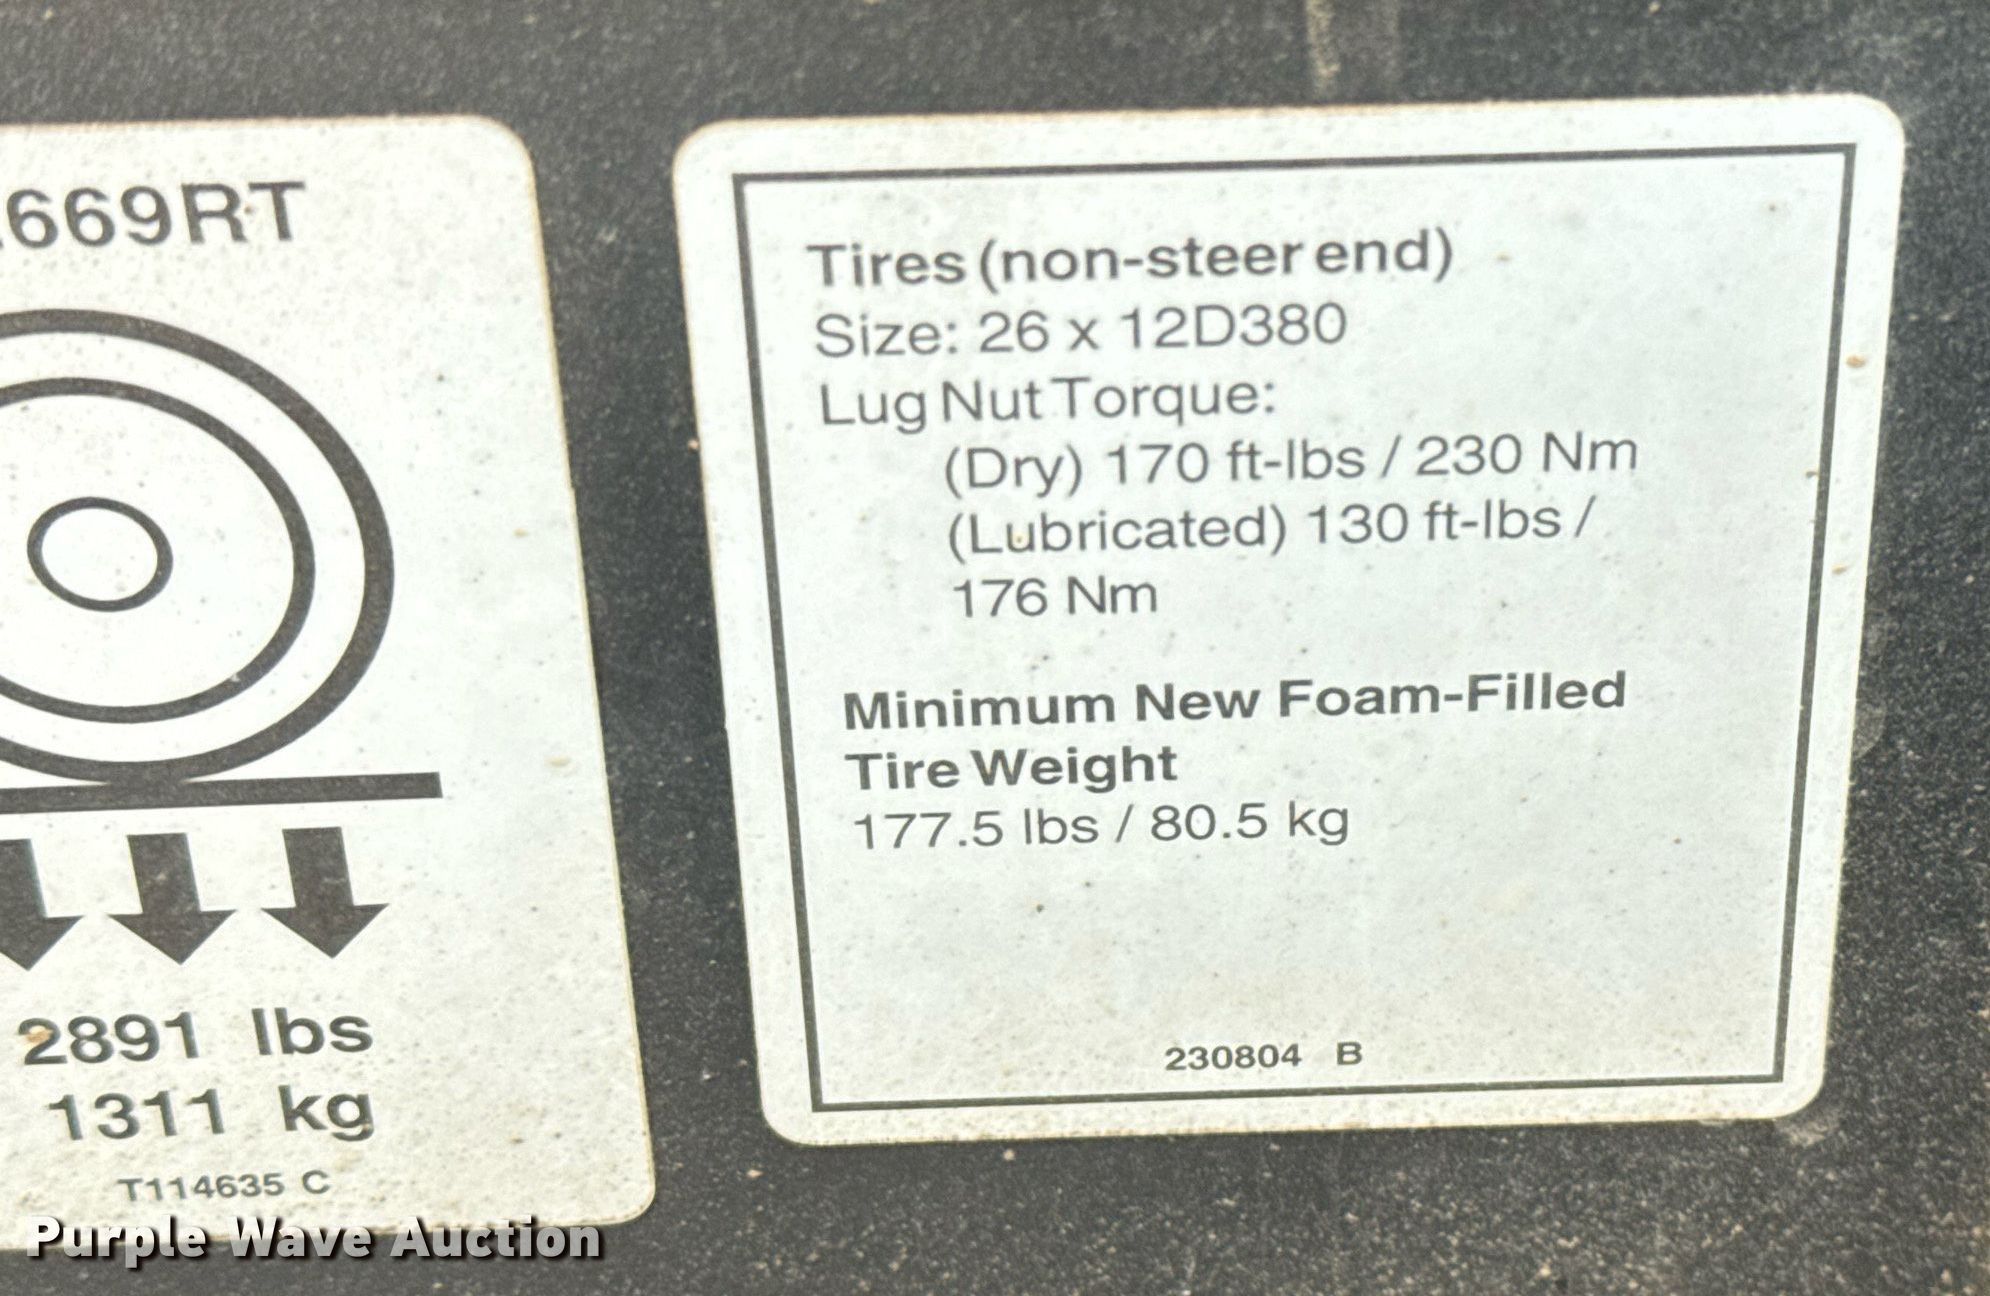 669RT
2891 lbs
1311 kg
T114635 C
Tires (non-steer end)
Size: 26 x 12D380
Lug Nut Torque:
(Dry) 170 ft-lbs / 230 Nm
(Lubricated) 130 ft-lbs /
176 Nm
Minimum New Foam-Filled
Tire Weight
177.5 lbs / 80.5 kg
230804 B
Purple Wave Auction